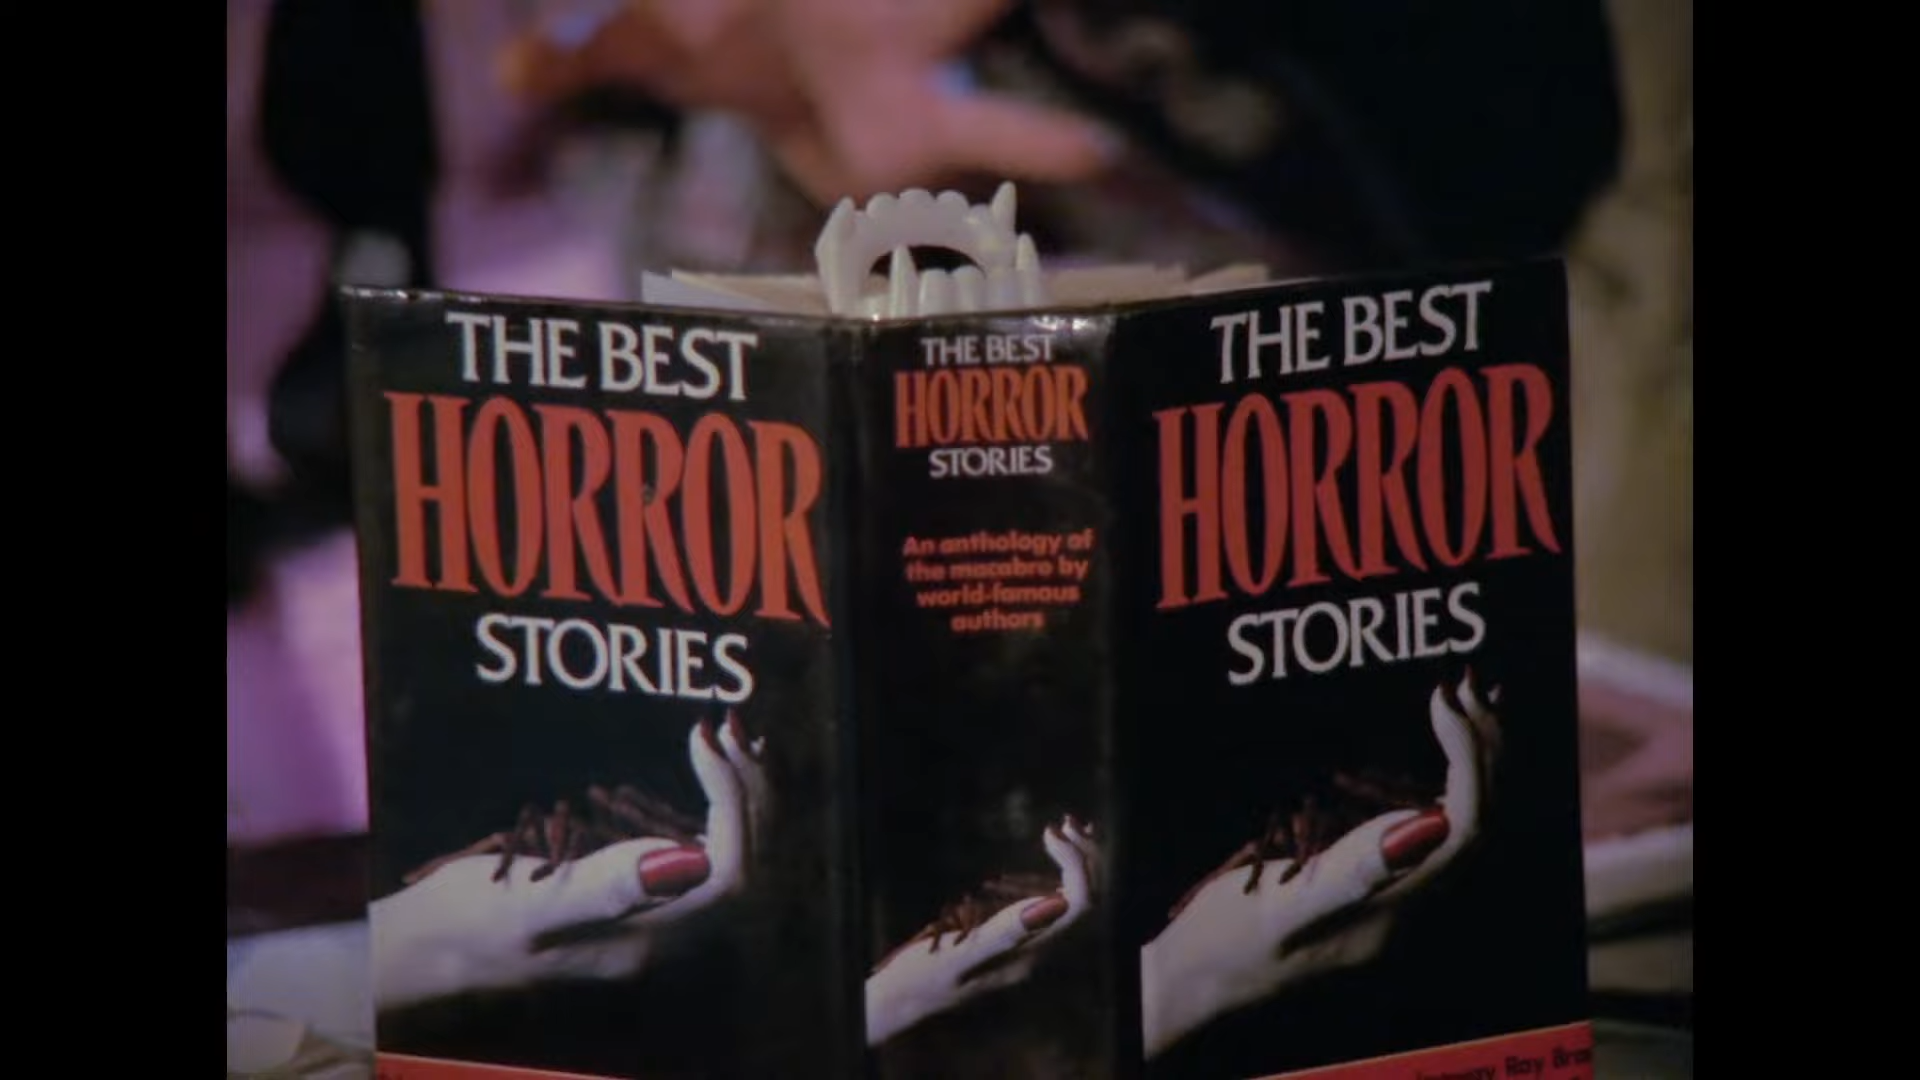 THE BEST
HORROR
STORIES
THE BEST
HORROR
STORIES
An anthology of
the macabre by
world-famous
authors
THE BEST
HORROR
STORIES
Ray